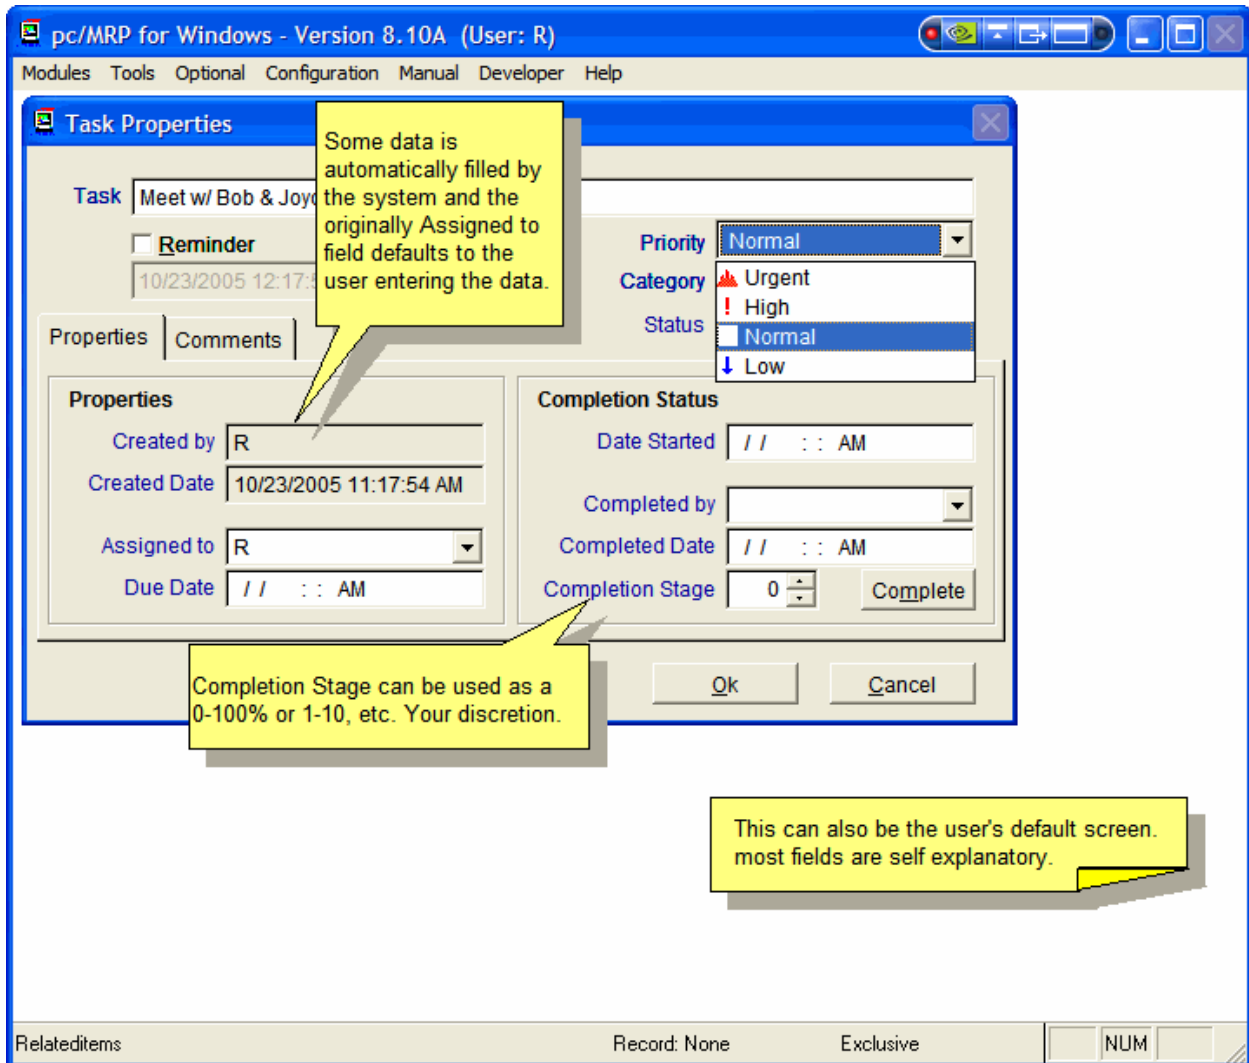 pc/MRP for Windows - Version 8.10A (User: R)
Modules Tools Optional Configuration Manual Developer Help
Task Properties
Some data is
automatically filled by
the system and the
originally Assigned to
field defaults to the
user entering the data.
Task Meet w/ Bob & Joyc
Reminder
10/23/2005 12:17:5
Priority Normal
Category
Status
Urgent
High
Normal
Low
Properties Comments
Properties
Created by R
Created Date 10/23/2005 11:17:54 AM
Assigned to R
Due Date / / : : AM
Completion Status
Date Started / / : : AM
Completed by
Completed Date / / : : AM
Completion Stage 0 Complete
Completion Stage can be used as a
0-100% or 1-10, etc. Your discretion.
Ok Cancel
This can also be the user's default screen.
most fields are self explanatory.
Relateditems Record: None Exclusive NUM